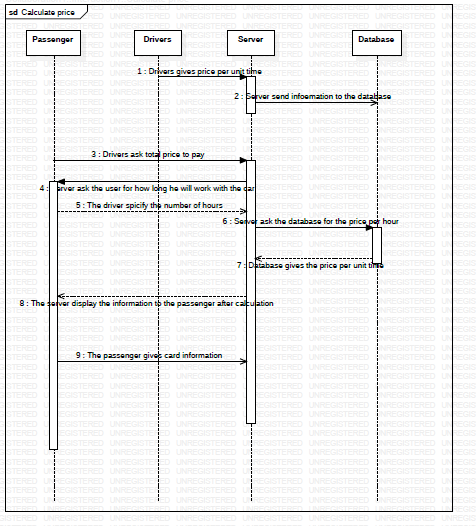 sd Calculate price
Passenger
Drivers
Server
Database
1 : Drivers gives price per unit time
2 : Server send infoemation to the database
3 : Drivers ask total price to pay
4 : Server ask the user for how long he will work with the car
5 : The driver spicify the number of hours
6 : Server ask the database for the price per hour
7 : Database gives the price per unit time
8 : The server display the information to the passenger after calculation
9 : The passenger gives card information